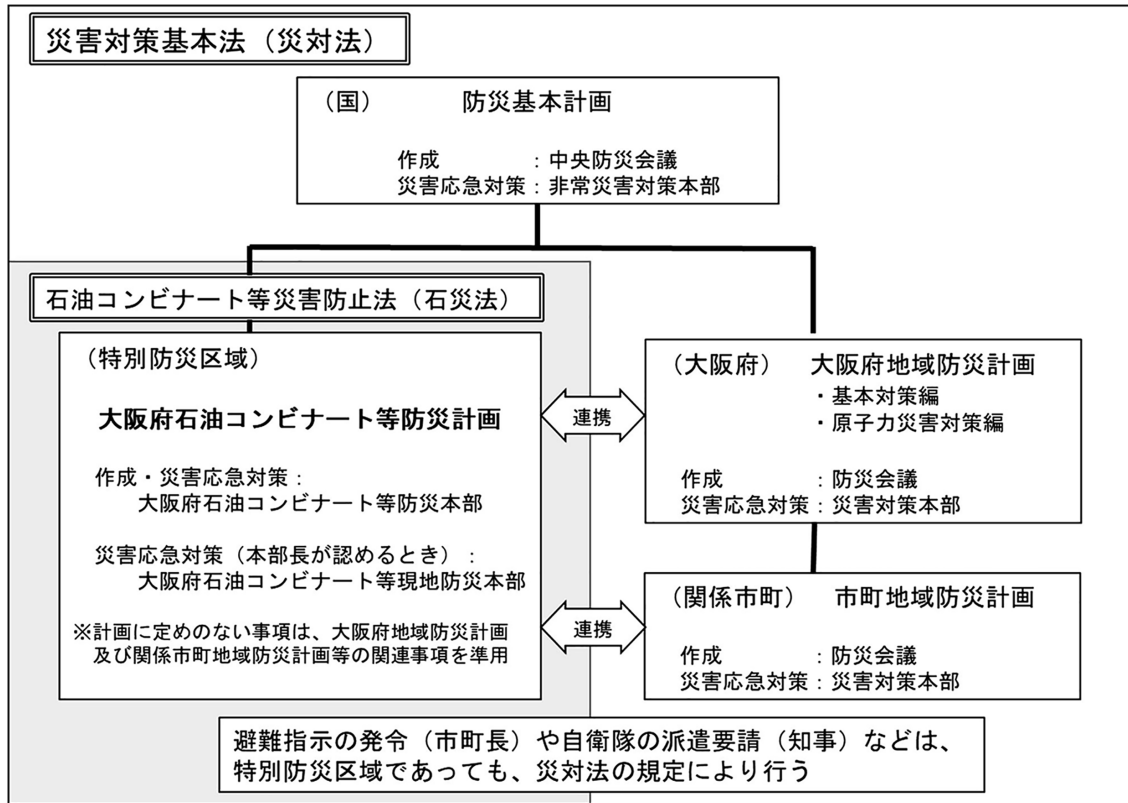 災害対策基本法（災対法）
（国）　防災基本計画
作成　：中央防災会議
災害応急対策：非常災害対策本部
石油コンビナート等災害防止法（石災法）
（特別防災区域）
大阪府石油コンビナート等防災計画
作成・災害応急対策：
大阪府石油コンビナート等防災本部
災害応急対策（本部長が認めるとき）：
大阪府石油コンビナート等現地防災本部
※計画に定めのない事項は、大阪府地域防災計画
及び関係市町地域防災計画等の関連事項を準用
連携
連携
（大阪府）　大阪府地域防災計画
・基本対策編
・原子力災害対策編
作成　：防災会議
災害応急対策：災害対策本部
（関係市町）　市町地域防災計画
作成　：防災会議
災害応急対策：災害対策本部
避難指示の発令（市町長）や自衛隊の派遣要請（知事）などは、
特別防災区域であっても、災対法の規定により行う